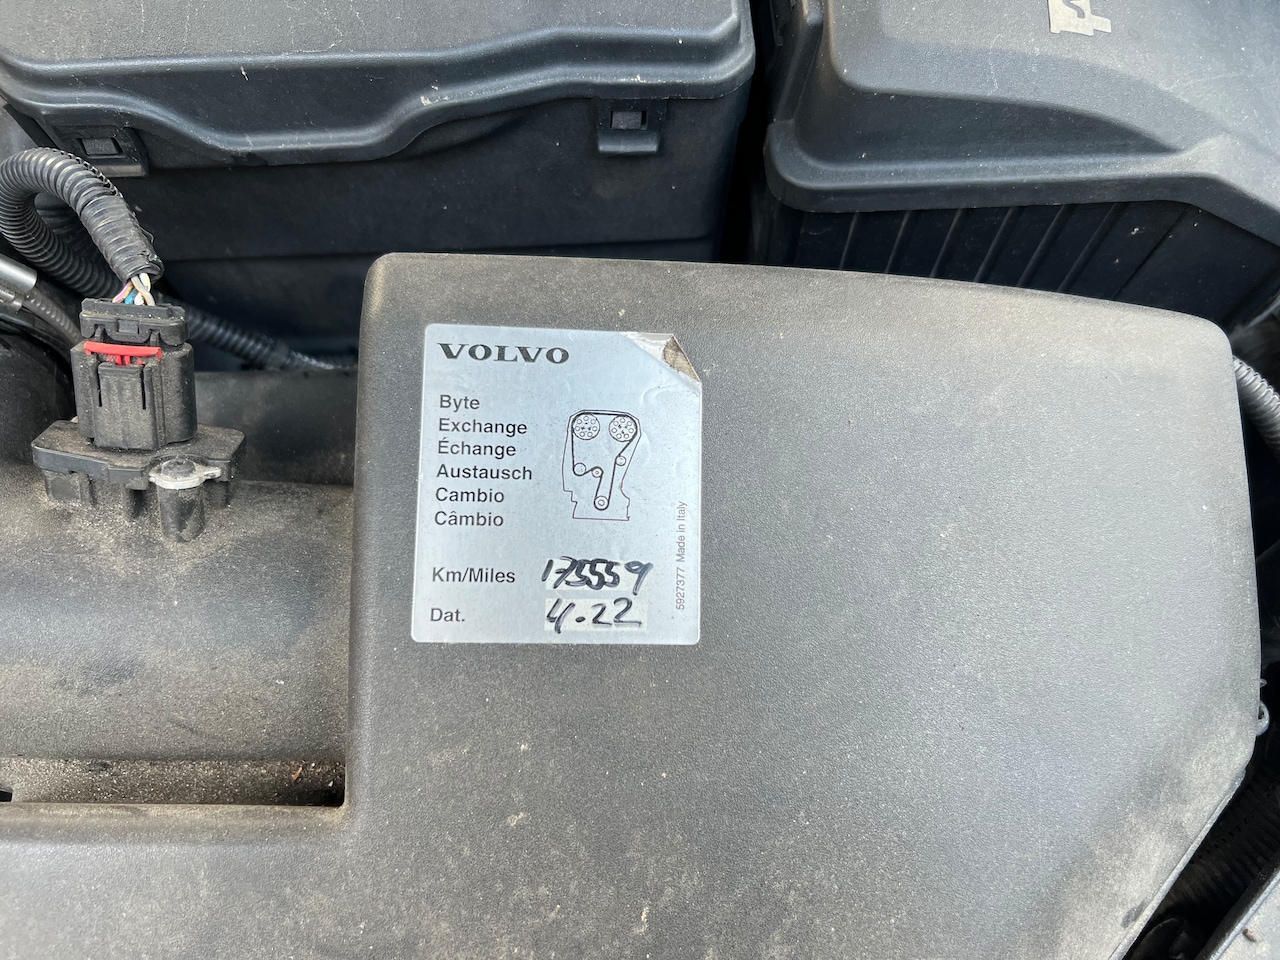 VOLVO
Byte
Exchange
Échange
Austausch
Cambio
Câmbio
Km/Miles 175559
Dat. 4.22
5927377 Made in Italy